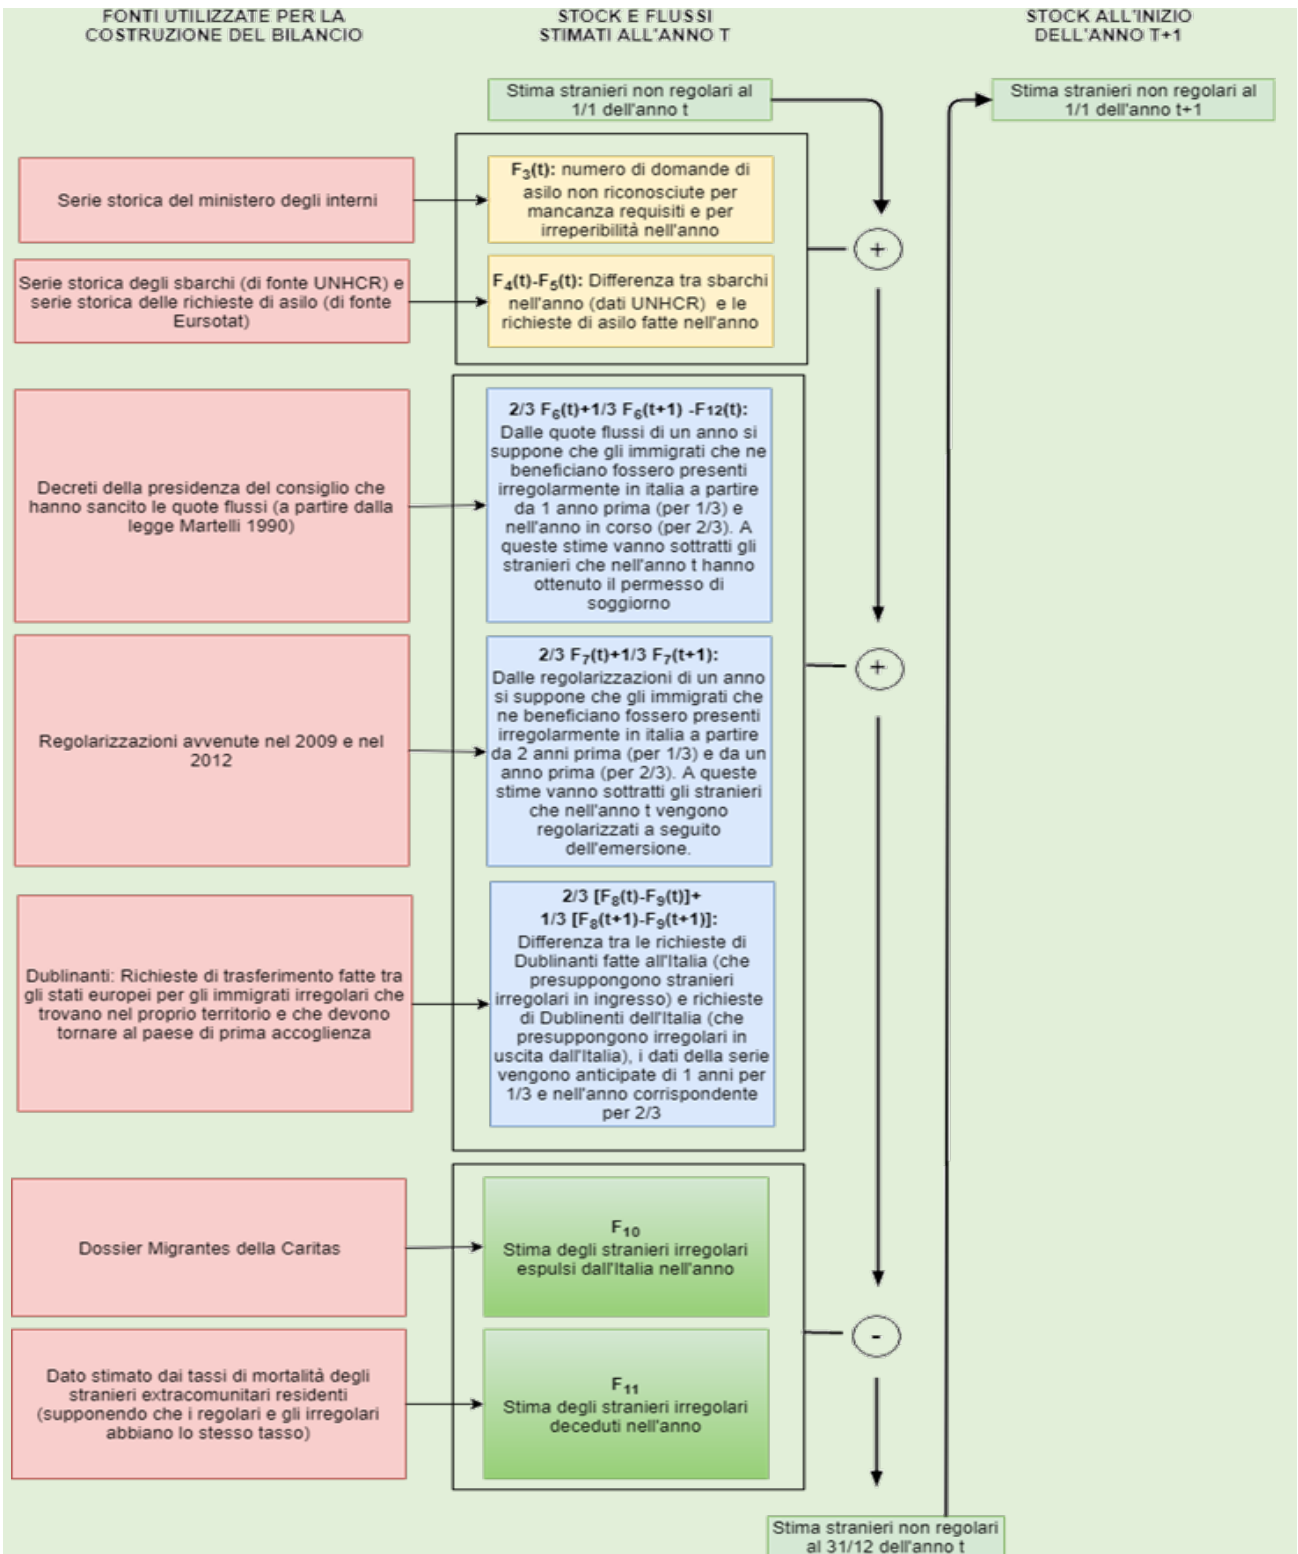 FONTI UTILIZZATE PER LA
COSTRUZIONE DEL BILANCIO
STOCK E FLUSSI
STIMATI ALL'ANNO T
STOCK ALL'INIZIO
DELL'ANNO T+1
Stima stranieri non regolari al
1/1 dell'anno t
Stima stranieri non regolari al
1/1 dell'anno t+1
Serie storica del ministero degli interni
F3(t): numero di domande di
asilo non riconosciute per
mancanza requisiti e per
irreperibilità nell'anno
+
Serie storica degli sbarchi (di fonte UNHCR) e
serie storica delle richieste di asilo (di fonte
Eursotat)
F4(t)-F5(t): Differenza tra sbarchi
nell'anno (dati UNHCR) e le
richieste di asilo fatte nell'anno
Decreti della presidenza del consiglio che
hanno sancito le quote flussi (a partire dalla
legge Martelli 1990)
2/3 F6(t)+1/3 F6(t+1) -F12(t):
Dalle quote flussi di un anno si
suppone che gli immigrati che ne
beneficiano fossero presenti
irregolarmente in italia a partire
da 1 anno prima (per 1/3) e
nell'anno in corso (per 2/3). A
queste stime vanno sottratti gli
stranieri che nell'anno t hanno
ottenuto il permesso di
soggiorno
+
Regolarizzazioni avvenute nel 2009 e nel
2012
2/3 F7(t)+1/3 F7(t+1):
Dalle regolarizzazioni di un anno
si suppone che gli immigrati che
ne beneficiano fossero presenti
irregolarmente in italia a partire
da 2 anni prima (per 1/3) e da un
anno prima (per 2/3). A queste
stime vanno sottratti gli stranieri
che nell'anno t vengono
regolarizzati a seguito
dell'emersione.
Dublinanti: Richieste di trasferimento fatte tra
gli stati europei per gli immigrati irregolari che
trovano nel proprio territorio e che devono
tornare al paese di prima accoglienza
2/3 [F8(t)-F9(t)]+
1/3 [F8(t+1)-F9(t+1)]:
Differenza tra le richieste di
Dublinanti fatte all'Italia (che
presuppongono stranieri
irregolari in ingresso) e richieste
di Dublinenti dell'Italia (che
presuppongono irregolari in
uscita dall'Italia), i dati della serie
vengono anticipate di 1 anni per
1/3 e nell'anno corrispondente
per 2/3
Dossier Migrantes della Caritas
F10
Stima degli stranieri irregolari
espulsi dall'Italia nell'anno
-
Dato stimato dai tassi di mortalità degli
stranieri extracomunitari residenti
(supponendo che i regolari e gli irregolari
abbiano lo stesso tasso)
F11
Stima degli stranieri irregolari
deceduti nell'anno
Stima stranieri non regolari
al 31/12 dell'anno t